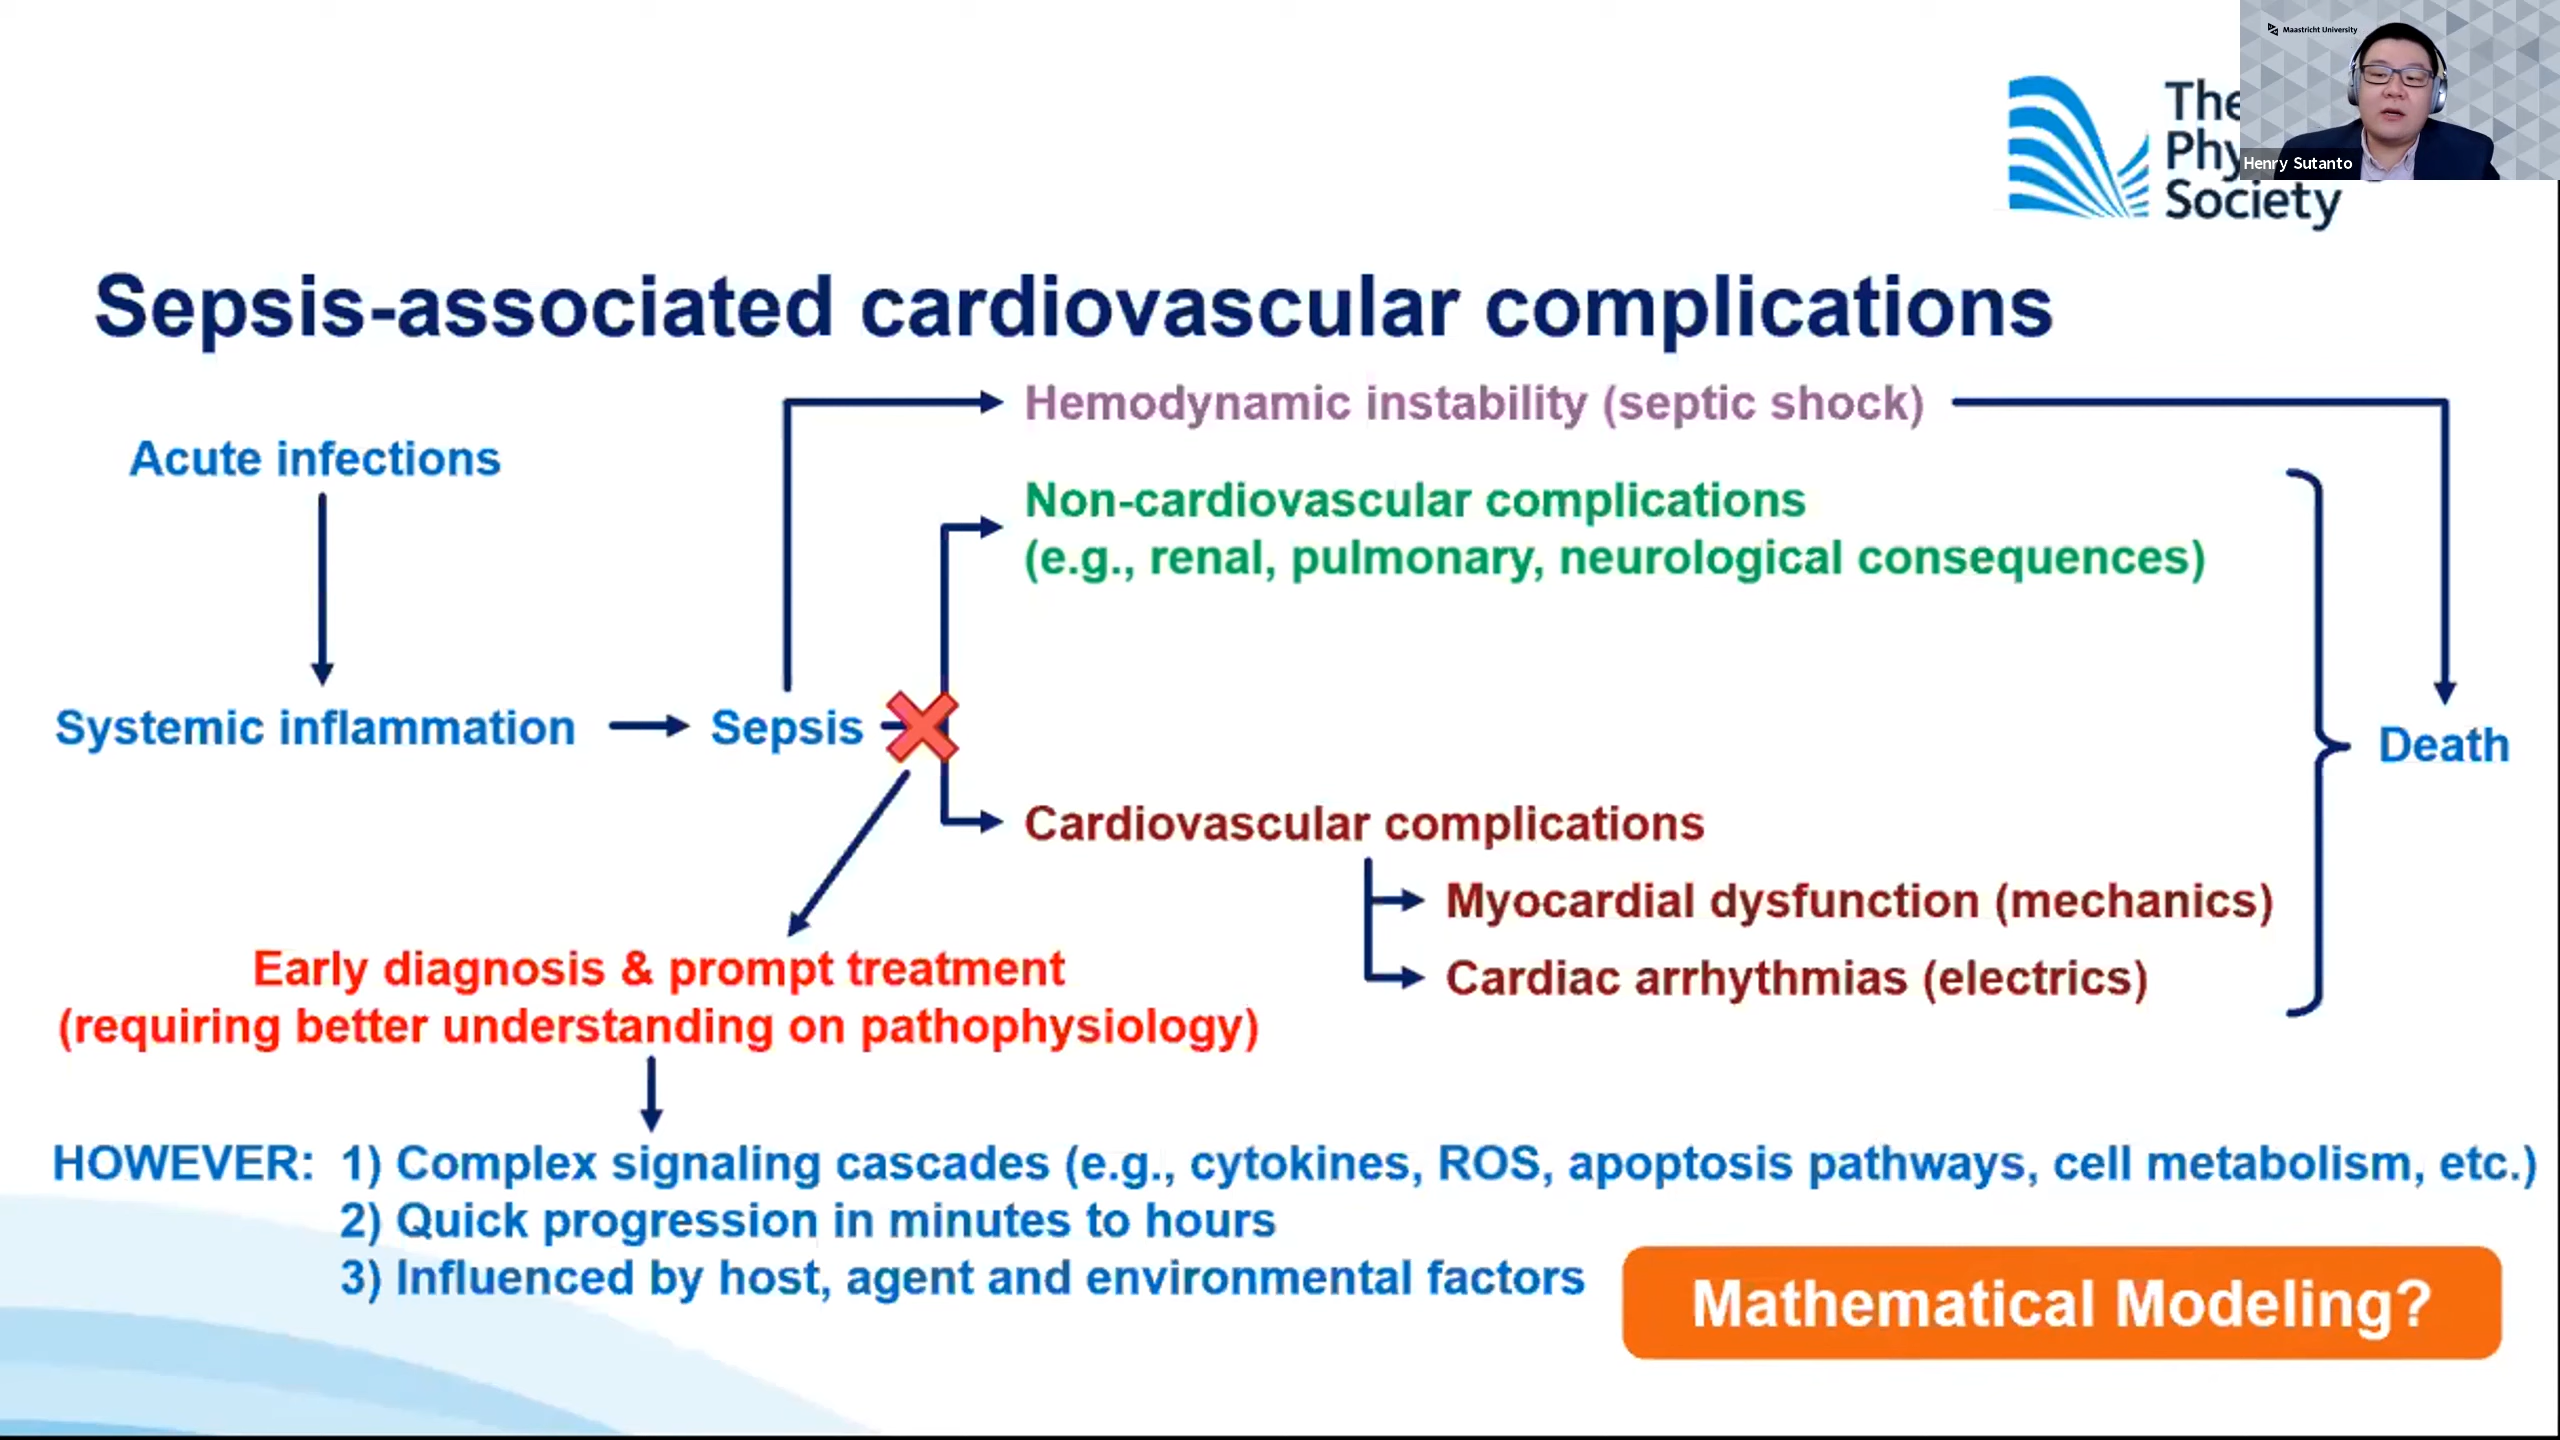 Maastricht University
Henry Sutanto
The
Society
Sepsis-associated cardiovascular complications
Hemodynamic instability (septic shock)
Acute infections
Non-cardiovascular complications
(e.g., renal, pulmonary, neurological consequences)
Systemic inflammation
Sepsis
Death
Cardiovascular complications
Myocardial dysfunction (mechanics)
Cardiac arrhythmias (electrics)
Early diagnosis & prompt treatment
(requiring better understanding on pathophysiology)
HOWEVER: 1) Complex signaling cascades (e.g., cytokines, ROS, apoptosis pathways, cell metabolism, etc.)
2) Quick progression in minutes to hours
3) Influenced by host, agent and environmental factors
Mathematical Modeling?